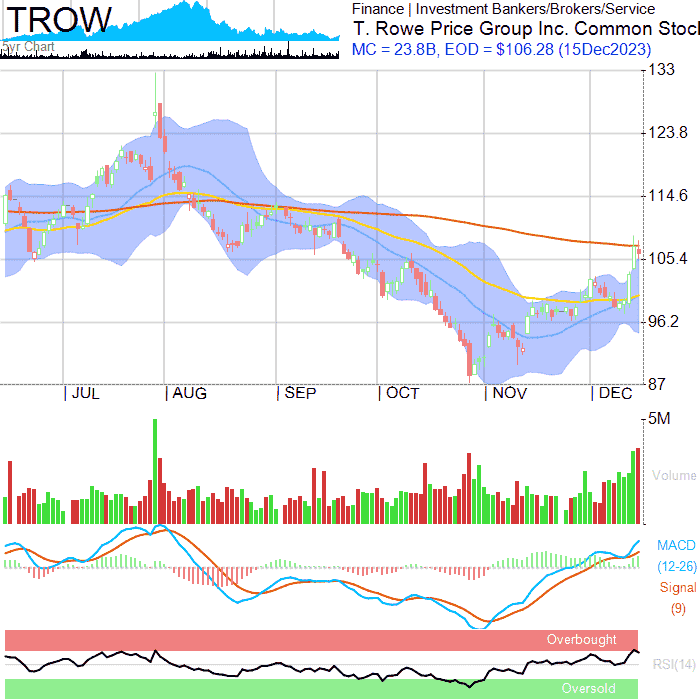 TROW
5yr Chart
Finance | Investment Bankers/Brokers/Service
T. Rowe Price Group Inc. Common Stock
MC = 23.8B, EOD = $106.28 (15Dec2023)
133
123.8
114.6
105.4
96.2
87
JUL AUG SEP OCT NOV DEC
5M
Volume
MACD
(12-26)
Signal
(9)
Overbought
RSI(14)
Oversold